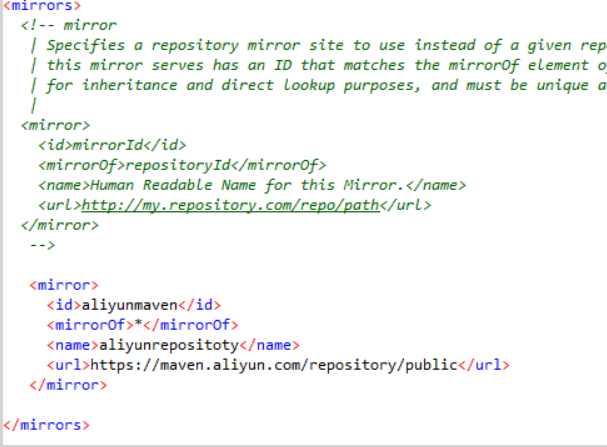 <mirrors>
<!-- mirror
| Specifies a repository mirror site to use instead of a given rep
| this mirror serves has an ID that matches the mirrorOf element o
| for inheritance and direct lookup purposes, and must be unique a
|
<mirror>
<id>mirrorId</id>
<mirrorOf>repositoryId</mirrorOf>
<name>Human Readable Name for this Mirror.</name>
<url>http://my.repository.com/repo/path</url>
</mirror>
-->
<mirror>
<id>aliyunmaven</id>
<mirrorOf>*</mirrorOf>
<name>aliyunrepositoty</name>
<url>https://maven.aliyun.com/repository/public</url>
</mirror>
</mirrors>